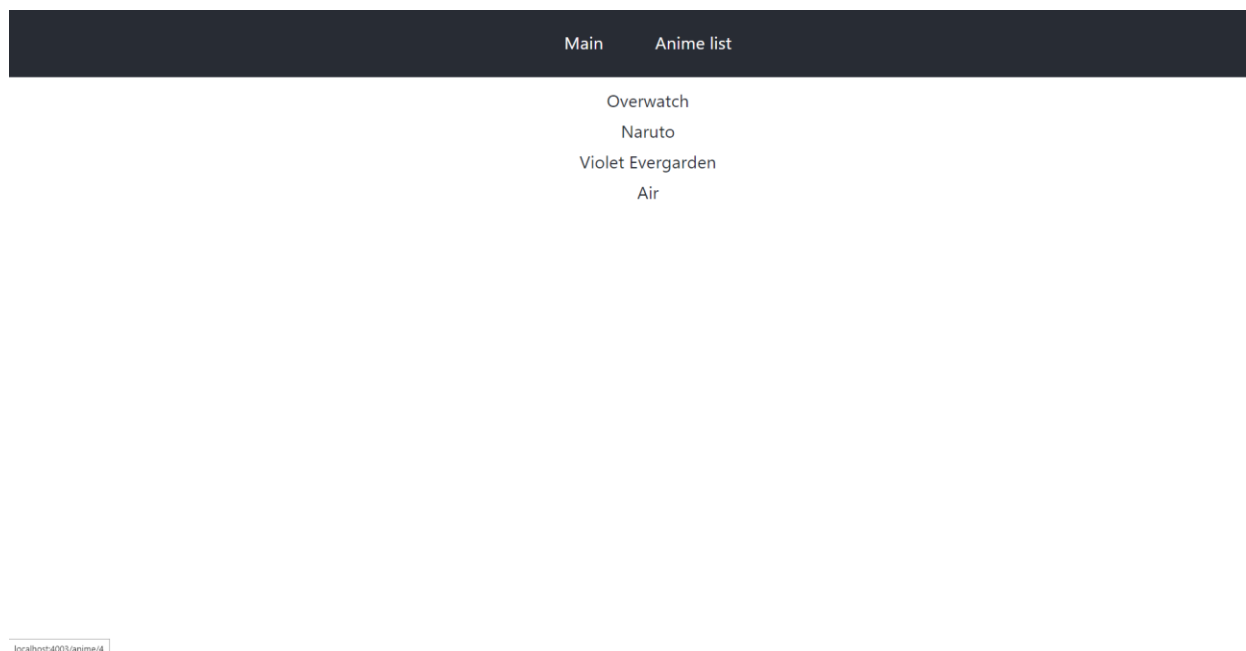 Main Anime list
Overwatch
Naruto
Violet Evergarden
Air
localhost:4003/anime/4